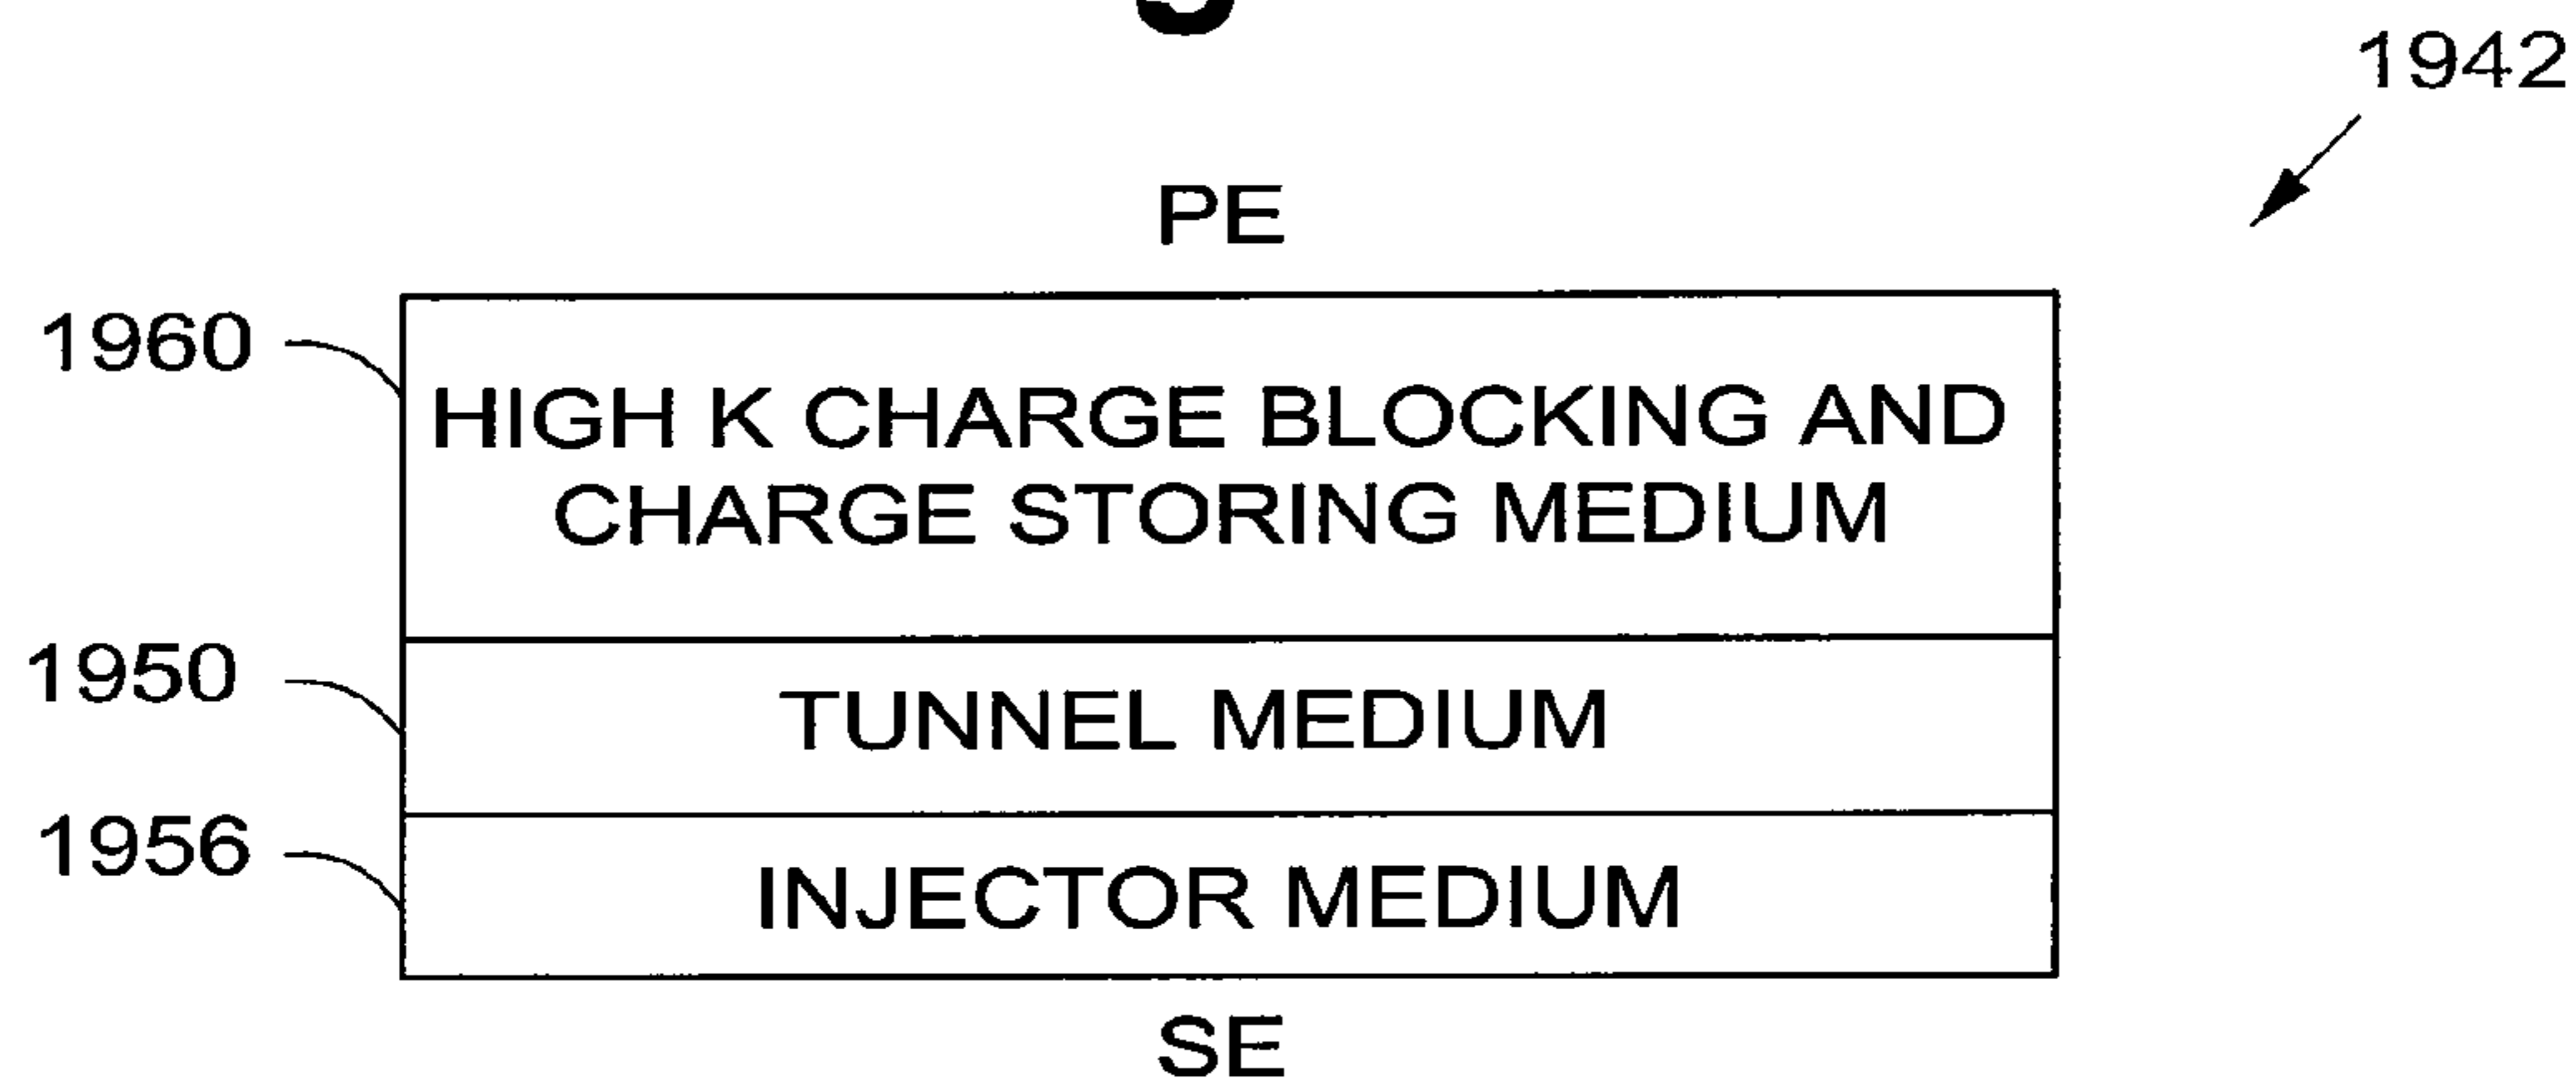 1942
PE
1960
HIGH K CHARGE BLOCKING AND
CHARGE STORING MEDIUM
1950
TUNNEL MEDIUM
1956
INJECTOR MEDIUM
SE